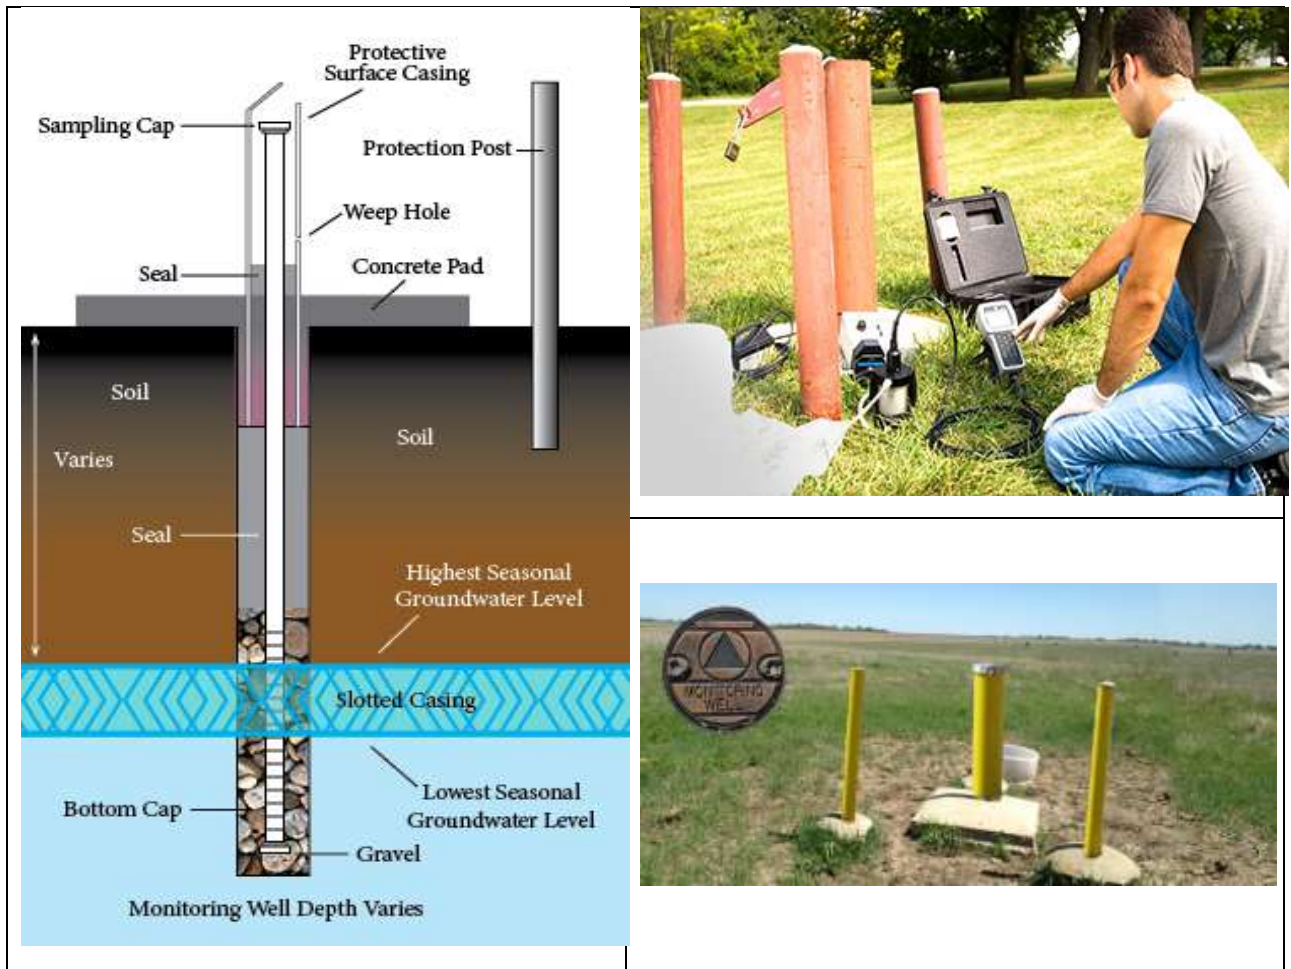 Protective
Surface Casing
Sampling Cap
Protection Post
Weep Hole
Seal
Concrete Pad
Soil
Soil
Varies
Seal
Highest Seasonal
Groundwater Level
Slotted Casing
Lowest Seasonal
Groundwater Level
Bottom Cap
Gravel
Monitoring Well Depth Varies
MONITORING
WELL